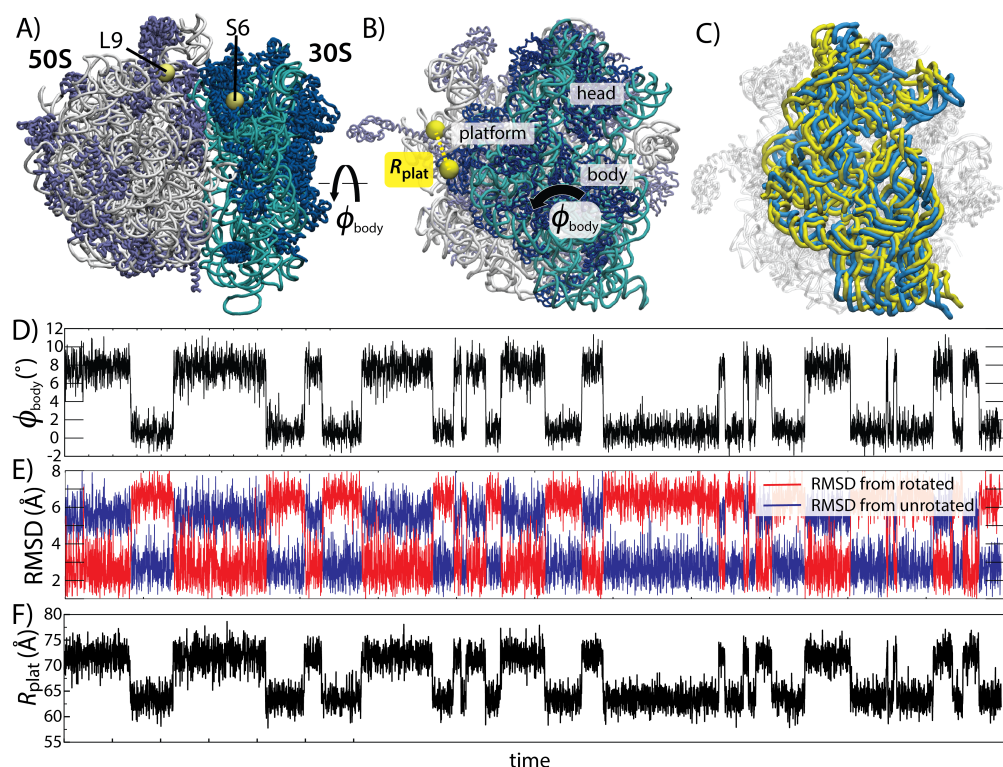 A)
L9
S6
50S
30S
ϕbody
B)
head
platform
Rplat
body
ϕbody
C)
D)
ϕbody (°)
12
10
8
6
4
2
0
-2
E)
RMSD (Å)
8
6
4
2
RMSD from rotated
RMSD from unrotated
F)
Rplat (Å)
80
75
71
65
60
55
time